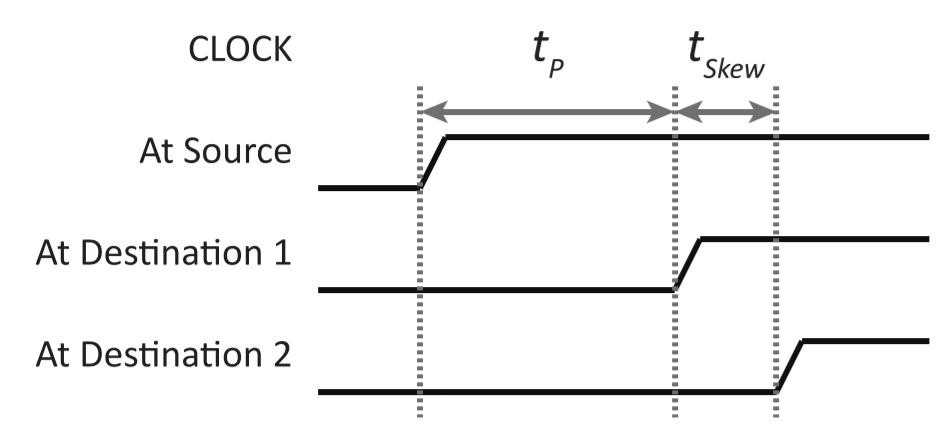 CLOCK
t_P
t_Skew
At Source
At Destination 1
At Destination 2